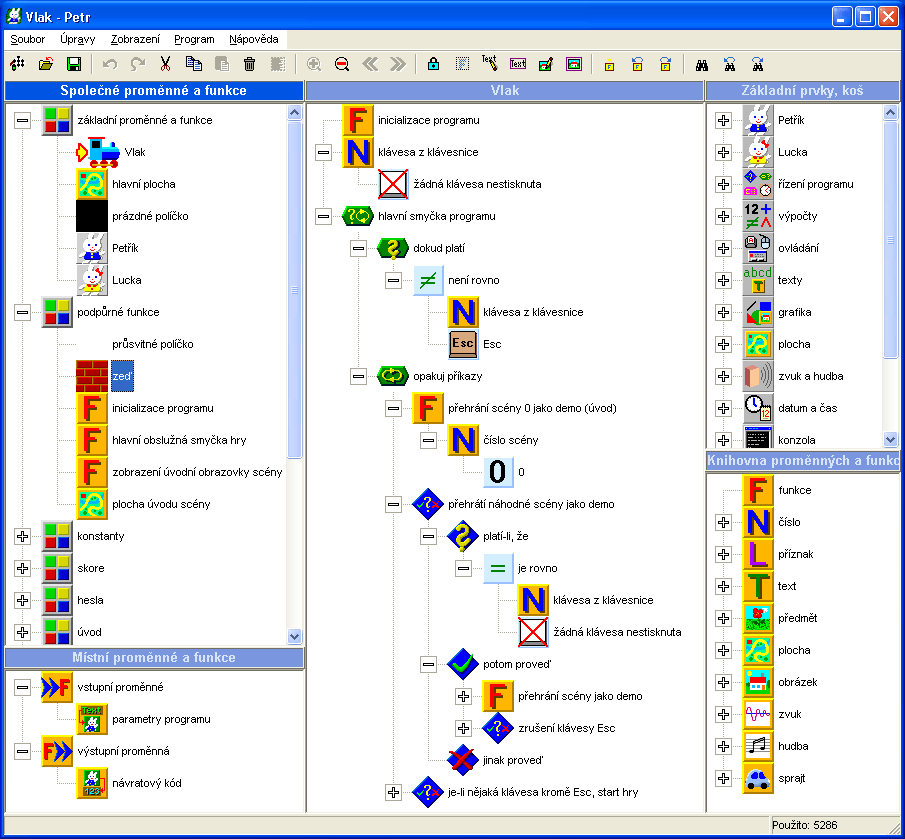 Vlak - Petr
Soubor Úpravy Zobrazení Program Nápověda
Text Text F F F
Společné proměnné a funkce
základní proměnné a funkce
Vlak
hlavní plocha
prázdné políčko
Petřík
Lucka
podpůrné funkce
průsvitné políčko
zeď
F inicializace programu
F hlavní obslužná smyčka hry
F zobrazení úvodní obrazovky scény
plocha úvodu scény
konstanty
skore
hesla
úvod
Místní proměnné a funkce
F vstupní proměnné
Text parametry programu
F výstupní proměnná
123 návratový kód
Vlak
F inicializace programu
N klávesa z klávesnice
žádná klávesa nestisknuta
? hlavní smyčka programu
? dokud platí
≠ není rovno
N klávesa z klávesnice
Esc Esc
opakuj příkazy
F přehrání scény 0 jako demo (úvod)
N číslo scény
0 0
přehrátí náhodné scény jako demo
? platí-li, že
= je rovno
N klávesa z klávesnice
žádná klávesa nestisknuta
potom proveď
F přehrání scény jako demo
zrušení klávesy Esc
jinak proveď
je-li nějaká klávesa kromě Esc, start hry
Základní prvky, koš
Petřík
Lucka
řízení programu
12 + ≠ výpočty
ovládání
abcd T texty
grafika
plocha
zvuk a hudba
12 datum a čas
konzola
Knihovna proměnných a funkc
F funkce
N číslo
L příznak
T text
předmět
plocha
obrázek
zvuk
hudba
sprajt
Použito: 5286